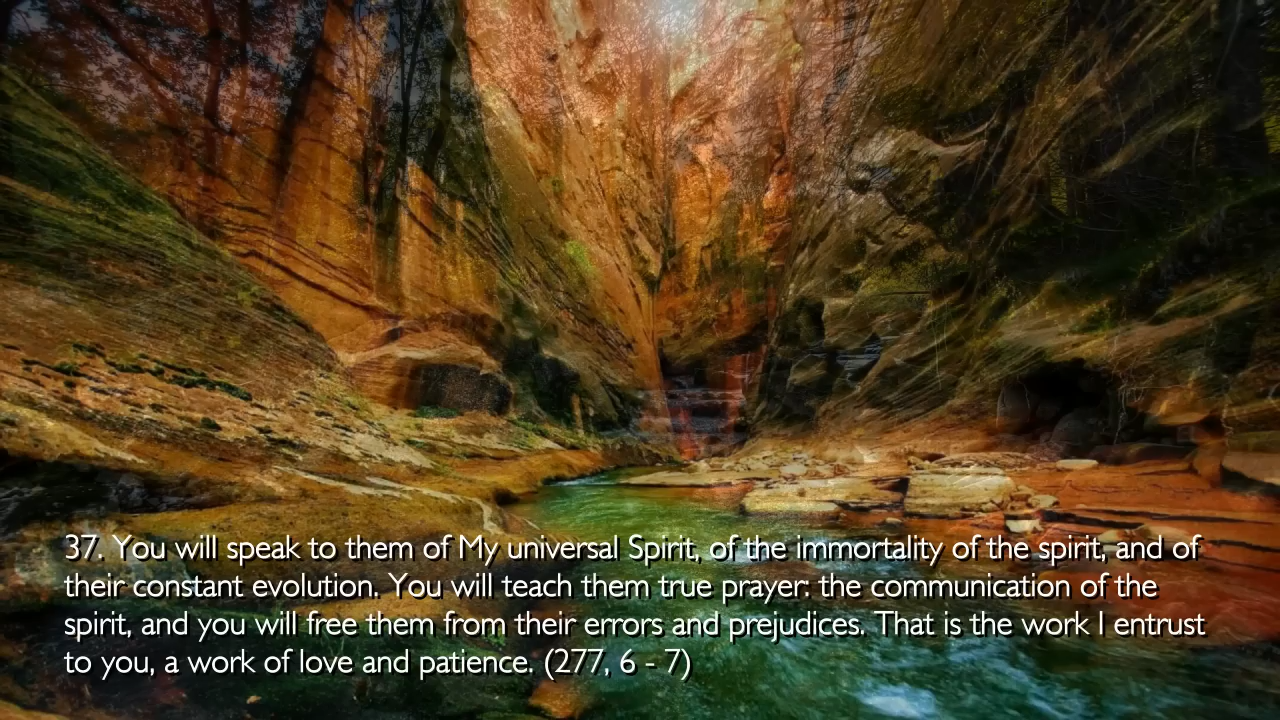 37. You will speak to them of My universal Spirit, of the immortality of the spirit, and of
their constant evolution. You will teach them true prayer: the communication of the
spirit, and you will free them from their errors and prejudices. That is the work I entrust
to you, a work of love and patience. (277, 6 - 7)